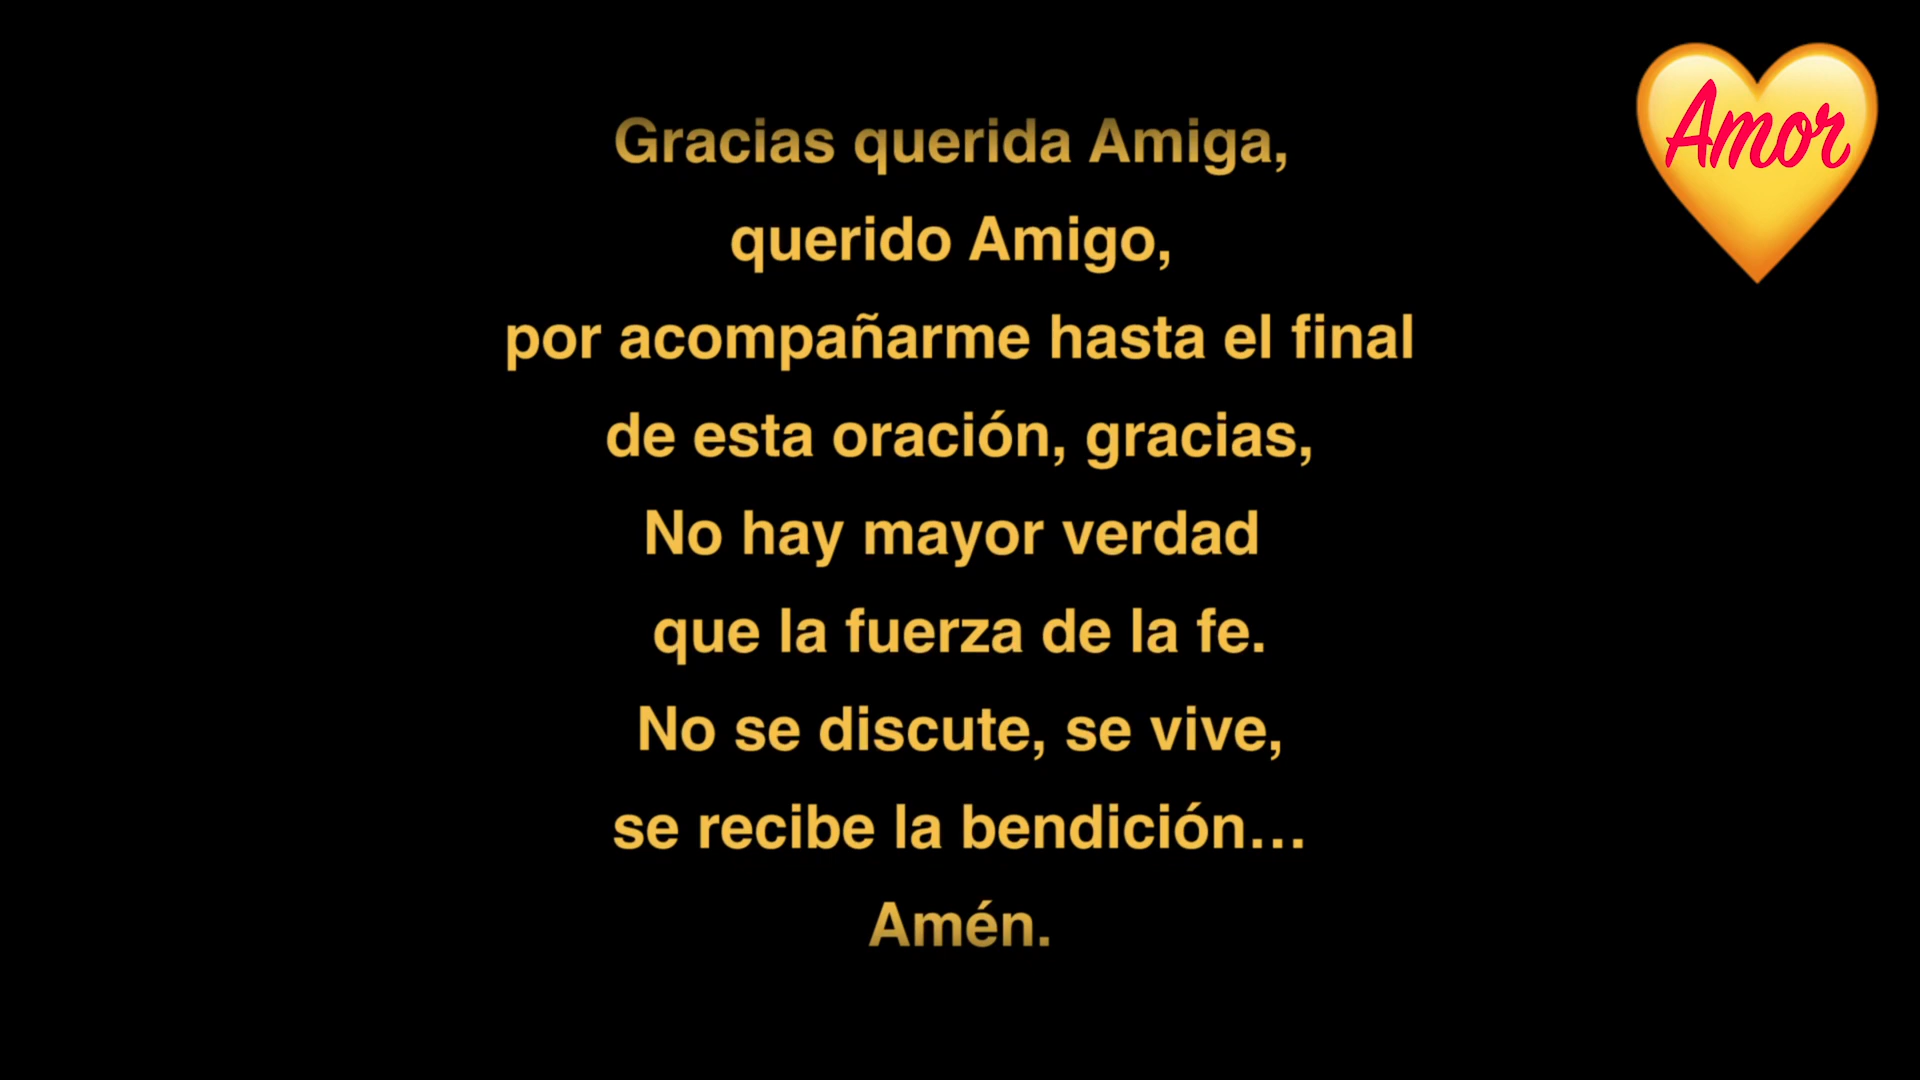 Amor
Gracias querida Amiga,
querido Amigo,
por acompañarme hasta el final
de esta oración, gracias,
No hay mayor verdad
que la fuerza de la fe.
No se discute, se vive,
se recibe la bendición...
Amén.